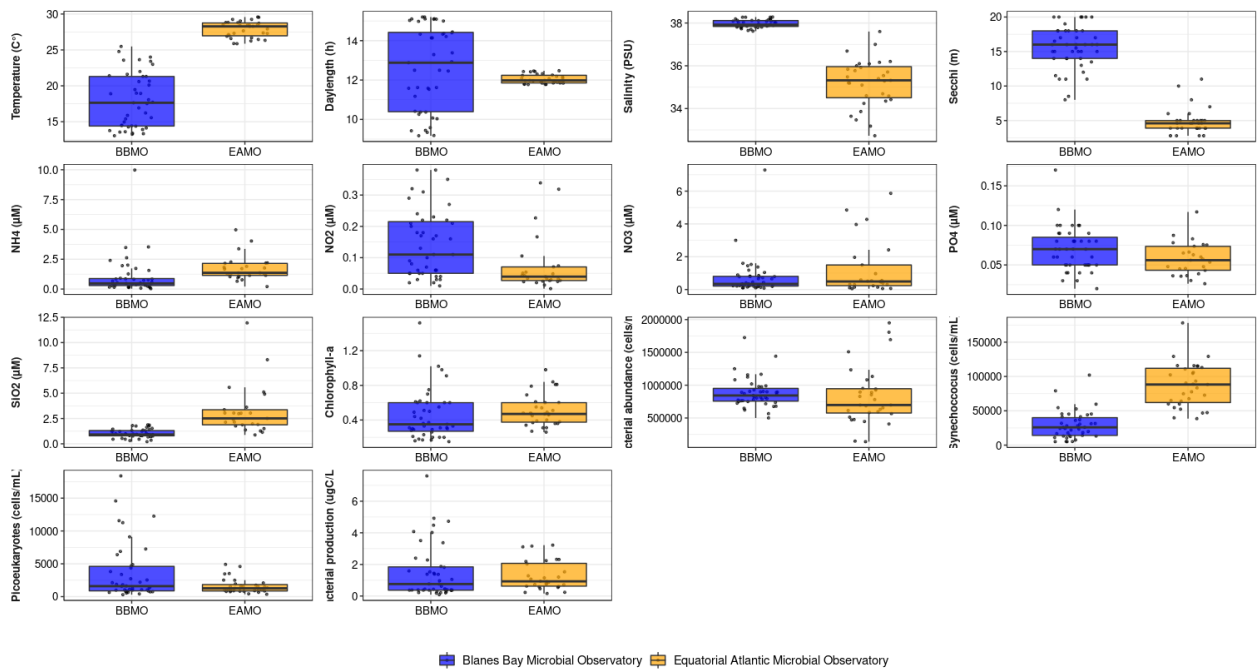 Temperature (C°)
30
25
20
15
BBMO
EAMO
Daylength (h)
14
12
10
BBMO
EAMO
Salinity (PSU)
38
36
34
BBMO
EAMO
Secchi (m)
20
15
10
5
BBMO
EAMO
NH4 (µM)
10.0
7.5
5.0
2.5
0.0
BBMO
EAMO
NO2 (µM)
0.3
0.2
0.1
0.0
BBMO
EAMO
NO3 (µM)
6
4
2
0
BBMO
EAMO
PO4 (µM)
0.15
0.10
0.05
BBMO
EAMO
SiO2 (µM)
12.5
10.0
7.5
5.0
2.5
0.0
BBMO
EAMO
Chlorophyll-a
1.2
0.8
0.4
BBMO
EAMO
cterial abundance (cells/m
2000000
1500000
1000000
500000
BBMO
EAMO
Synechococcus (cells/mL
150000
100000
50000
0
BBMO
EAMO
Picoeukaryotes (cells/mL)
15000
10000
5000
0
BBMO
EAMO
cterial production (ugC/L
6
4
2
0
BBMO
EAMO
Blanes Bay Microbial Observatory
Equatorial Atlantic Microbial Observatory